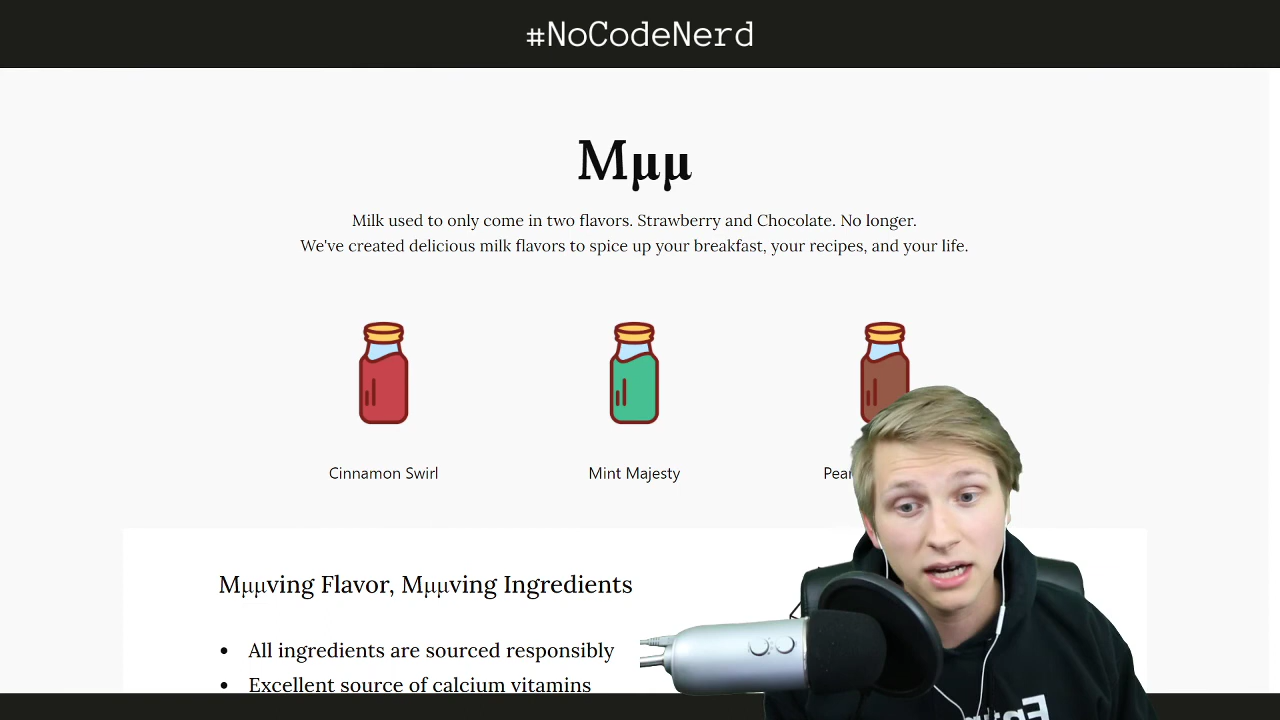 #NoCodeNerd
Mµµ
Milk used to only come in two flavors. Strawberry and Chocolate. No longer.
We've created delicious milk flavors to spice up your breakfast, your recipes, and your life.
Cinnamon Swirl
Mint Majesty
Mµµving Flavor, Mµµving Ingredients
• All ingredients are sourced responsibly
• Excellent source of calcium vitamins